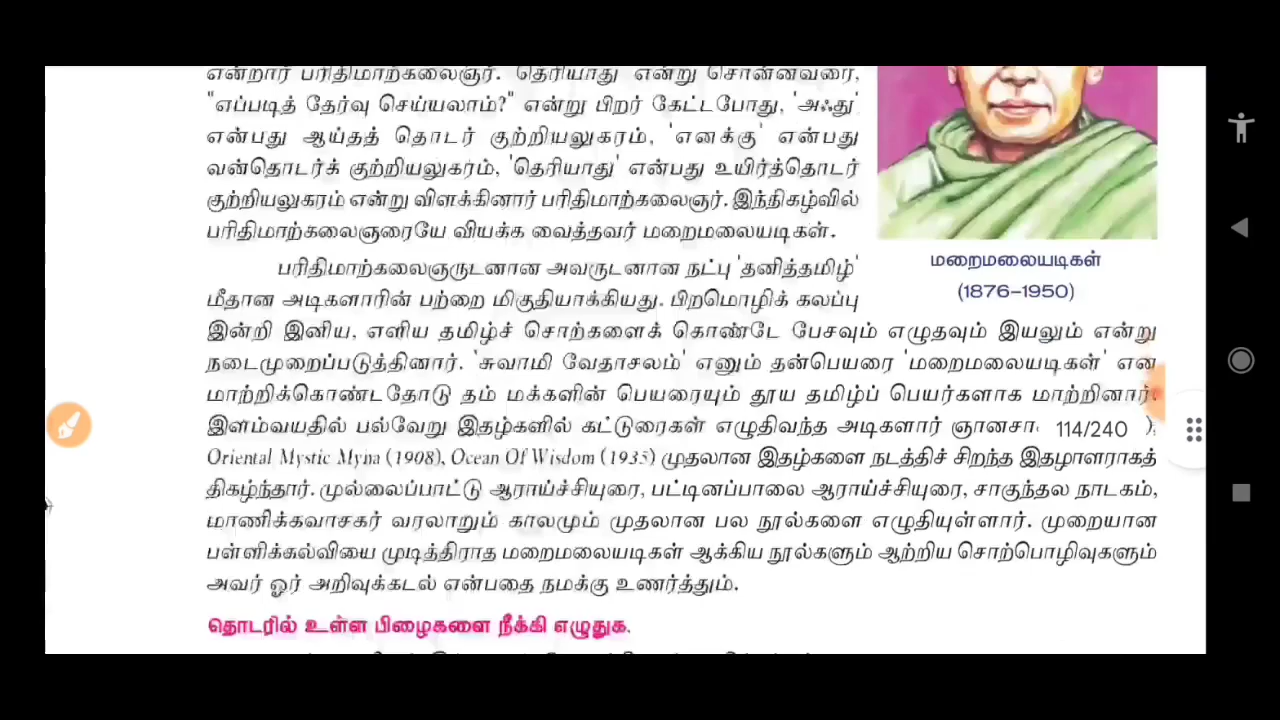 என்றார் பரிதிமாற்கலைஞர். 'தெரியாது' என்று சொன்னவரை,
"எப்படித் தேர்வு செய்யலாம்?" என்று பிறர் கேட்டபோது, 'அஃது'
என்பது ஆய்தத் தொடர் குற்றியலுகரம், 'எனக்கு' என்பது
வன்தொடர்க் குற்றியலுகரம், 'தெரியாது' என்பது உயிர்த்தொடர்
குற்றியலுகரம் என்று விளக்கினார் பரிதிமாற்கலைஞர். இந்நிகழ்வில்
பரிதிமாற்கலைஞரையே வியக்க வைத்தவர் மறைமலையடிகள்.
மறைமலையடிகள்
(1876–1950)
பரிதிமாற்கலைஞருடனான அவருடனான நட்பு 'தனித்தமிழ்'
மீதான அடிகளாரின் பற்றை மிகுதியாக்கியது. பிறமொழிக் கலப்பு
இன்றி இனிய, எளிய தமிழ்ச் சொற்களைக் கொண்டே பேசவும் எழுதவும் இயலும் என்று
நடைமுறைப்படுத்தினார். 'சுவாமி வேதாசலம்' எனும் தன்பெயரை 'மறைமலையடிகள்' என
மாற்றிக்கொண்டதோடு தம் மக்களின் பெயரையும் தூய தமிழ்ப் பெயர்களாக மாற்றினார்.
இளம்வயதில் பல்வேறு இதழ்களில் கட்டுரைகள் எழுதிவந்த அடிகளார் 114/240
Oriental Mystic Myna (1908), Ocean Of Wisdom (1935) முதலான இதழ்களை நடத்திச் சிறந்த இதழாளராகத்
திகழ்ந்தார். முல்லைப்பாட்டு ஆராய்ச்சியுரை, பட்டினப்பாலை ஆராய்ச்சியுரை, சாகுந்தல நாடகம்,
மாணிக்கவாசகர் வரலாறும் காலமும் முதலான பல நூல்களை எழுதியுள்ளார். முறையான
பள்ளிக்கல்வியை முடித்திராத மறைமலையடிகள் ஆக்கிய நூல்களும் ஆற்றிய சொற்பொழிவுகளும்
அவர் ஓர் அறிவுக்கடல் என்பதை நமக்கு உணர்த்தும்.
தொடரில் உள்ள பிழைகளை நீக்கி எழுதுக.